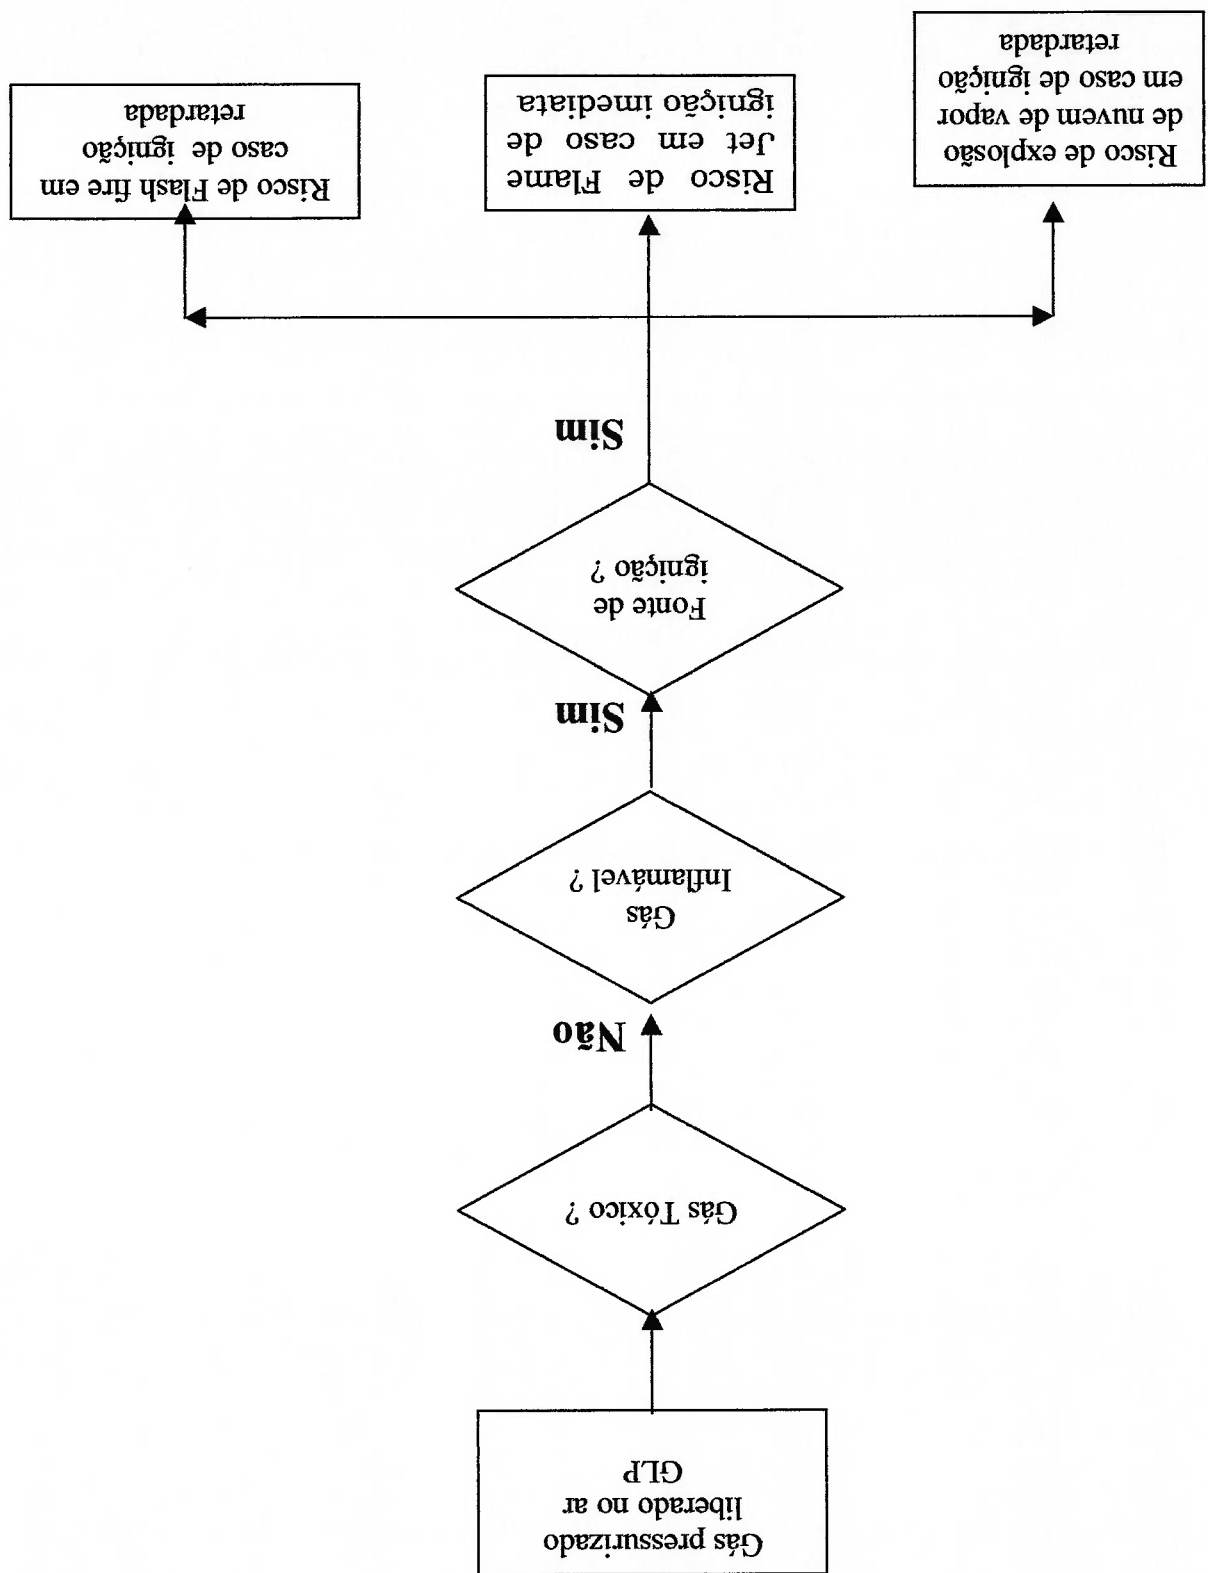 Gás pressurizado
liberado no ar
GLP
Gás Tóxico ?
Não
Gás
Inflamável ?
Sim
Fonte de
ignição ?
Sim
Risco de explosão
de nuvem de vapor
em caso de ignição
retardada
Risco de Flame
Jet em caso de
ignição imediata
Risco de Flash fire em
caso de ignição
retardada